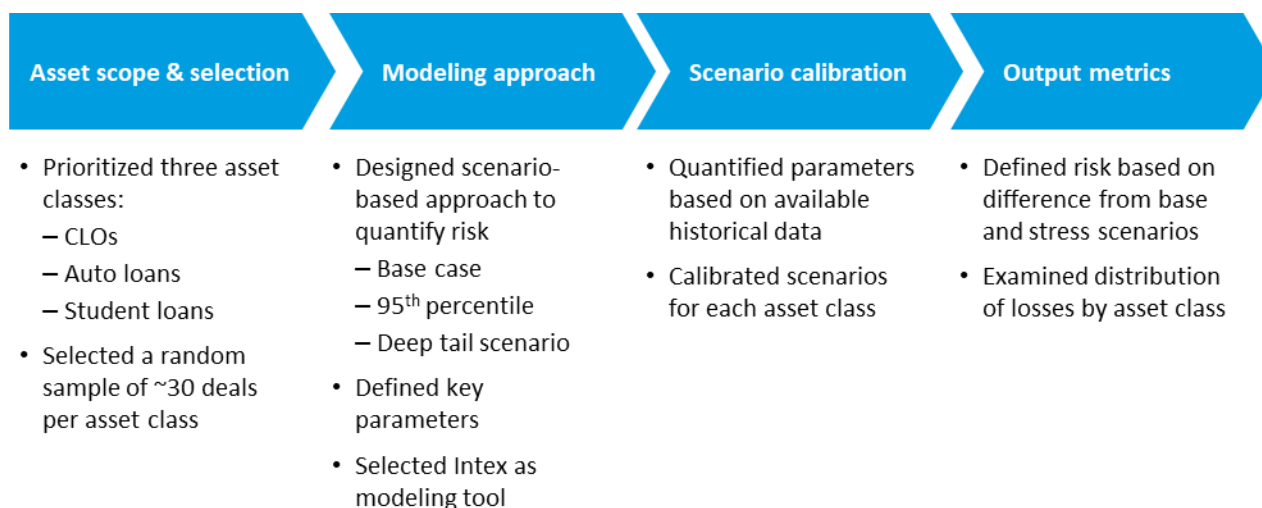 Asset scope & selection
Modeling approach
Scenario calibration
Output metrics
• Prioritized three asset
classes:
– CLOs
– Auto loans
– Student loans
• Selected a random
sample of ~30 deals
per asset class
• Designed scenario-
based approach to
quantify risk
– Base case
– 95th percentile
– Deep tail scenario
• Defined key
parameters
• Selected Intex as
modeling tool
• Quantified parameters
based on available
historical data
• Calibrated scenarios
for each asset class
• Defined risk based on
difference from base
and stress scenarios
• Examined distribution
of losses by asset class